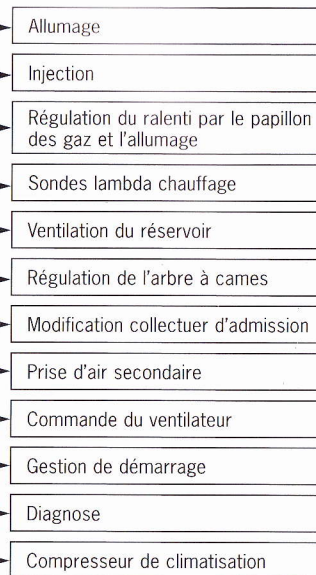 Allumage
Injection
Régulation du ralenti par le papillon
des gaz et l'allumage
Sondes lambda chauffage
Ventilation du réservoir
Régulation de l'arbre à cames
Modification collectuer d'admission
Prise d'air secondaire
Commande du ventilateur
Gestion de démarrage
Diagnose
Compresseur de climatisation